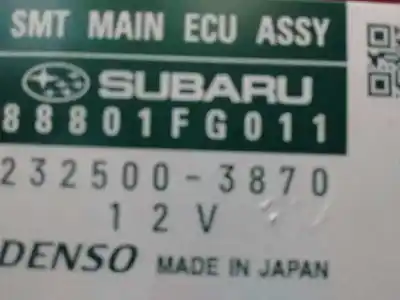 SMT MAIN ECU ASSY
SUBARU
88801FG011
232500-3870
12V
DENSO MADE IN JAPAN